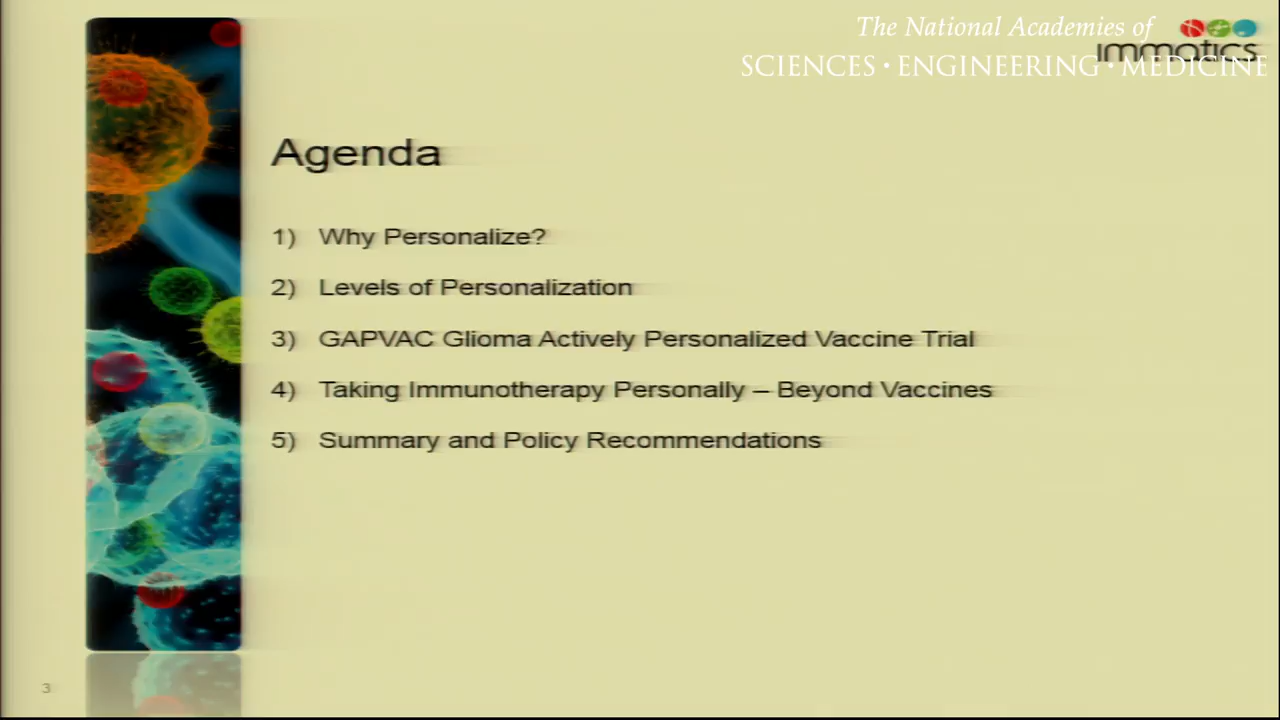 The National Academies of
SCIENCES · ENGINEERING · MEDICINE
immatics
Agenda
1) Why Personalize?
2) Levels of Personalization
3) GAPVAC Glioma Actively Personalized Vaccine Trial
4) Taking Immunotherapy Personally – Beyond Vaccines
5) Summary and Policy Recommendations
3